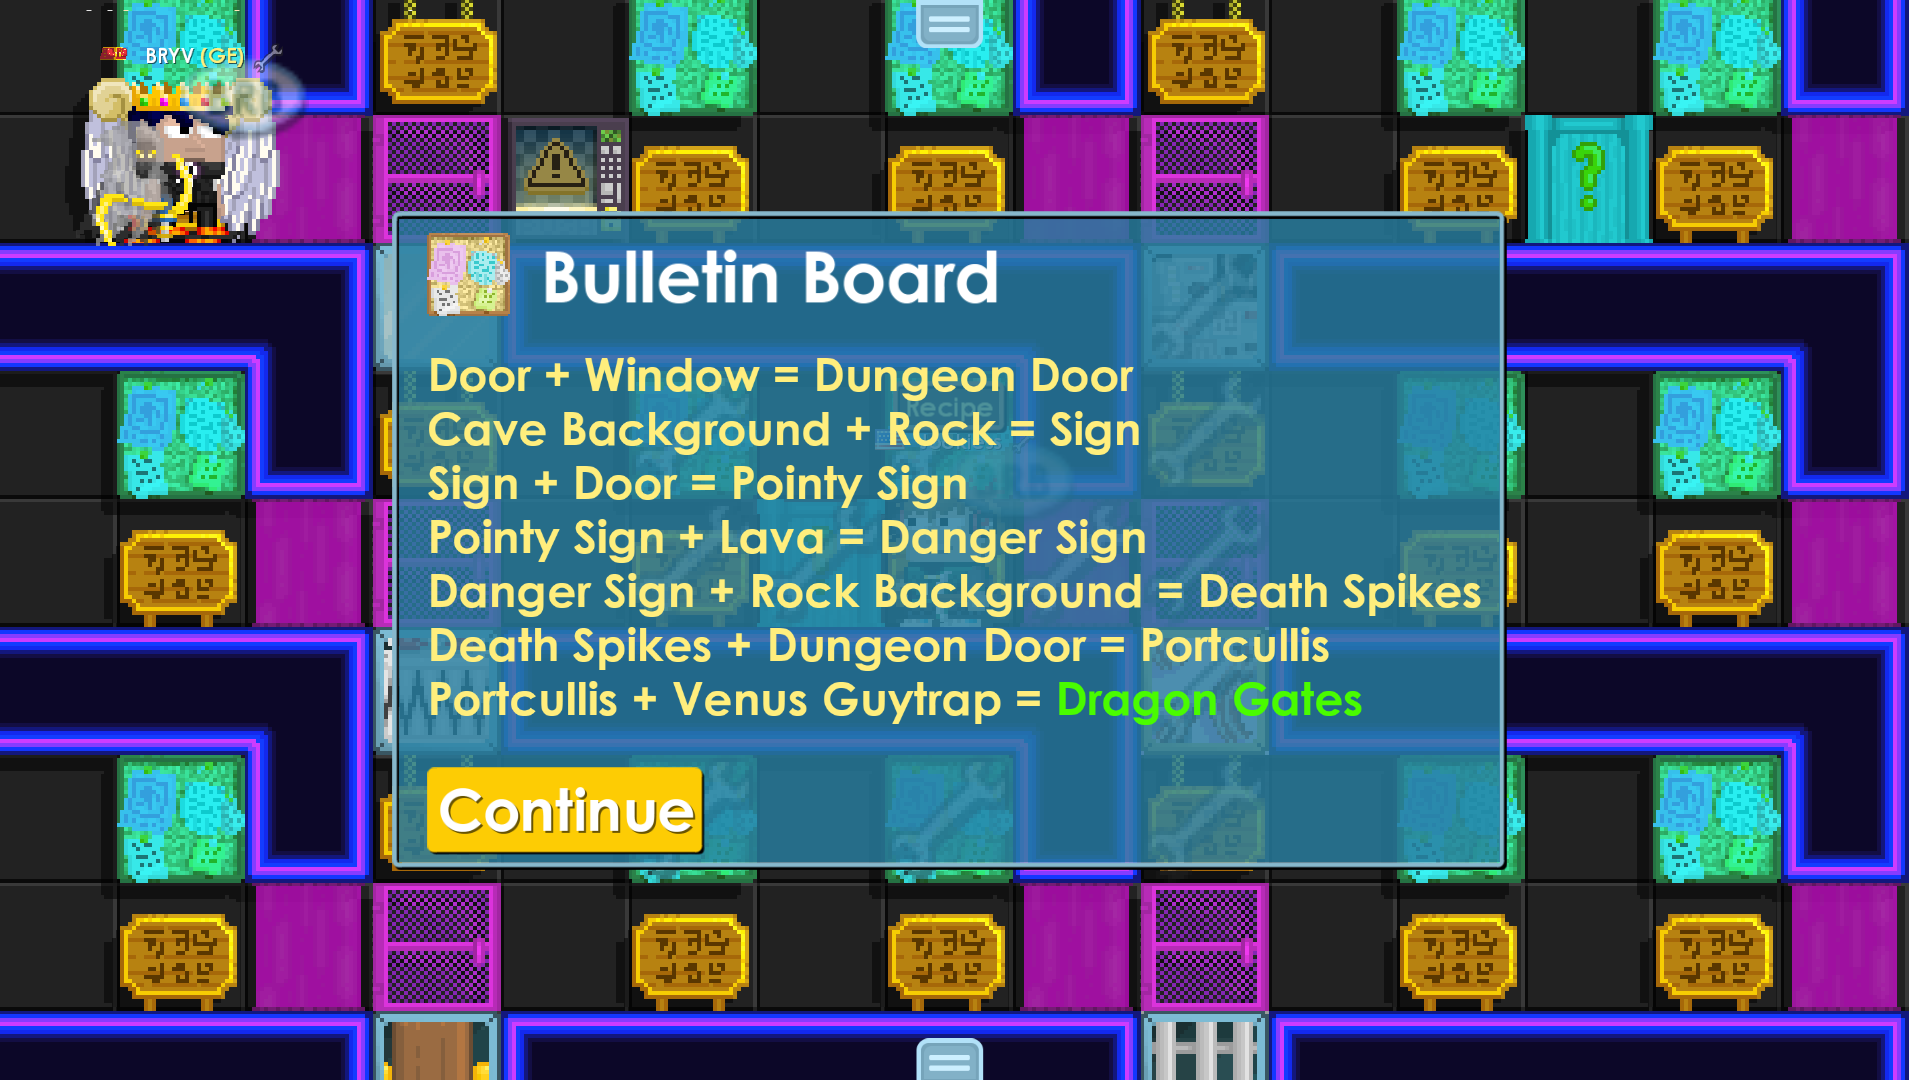 BRYV (GE)
Bulletin Board
Door + Window = Dungeon Door
Recipe
Cave Background + Rock = Sign
Sign + Door = Pointy Sign
Pointy Sign + Lava = Danger Sign
Danger Sign + Rock Background = Death Spikes
Death Spikes + Dungeon Door = Portcullis
Portcullis + Venus Guytrap = Dragon Gates
Continue